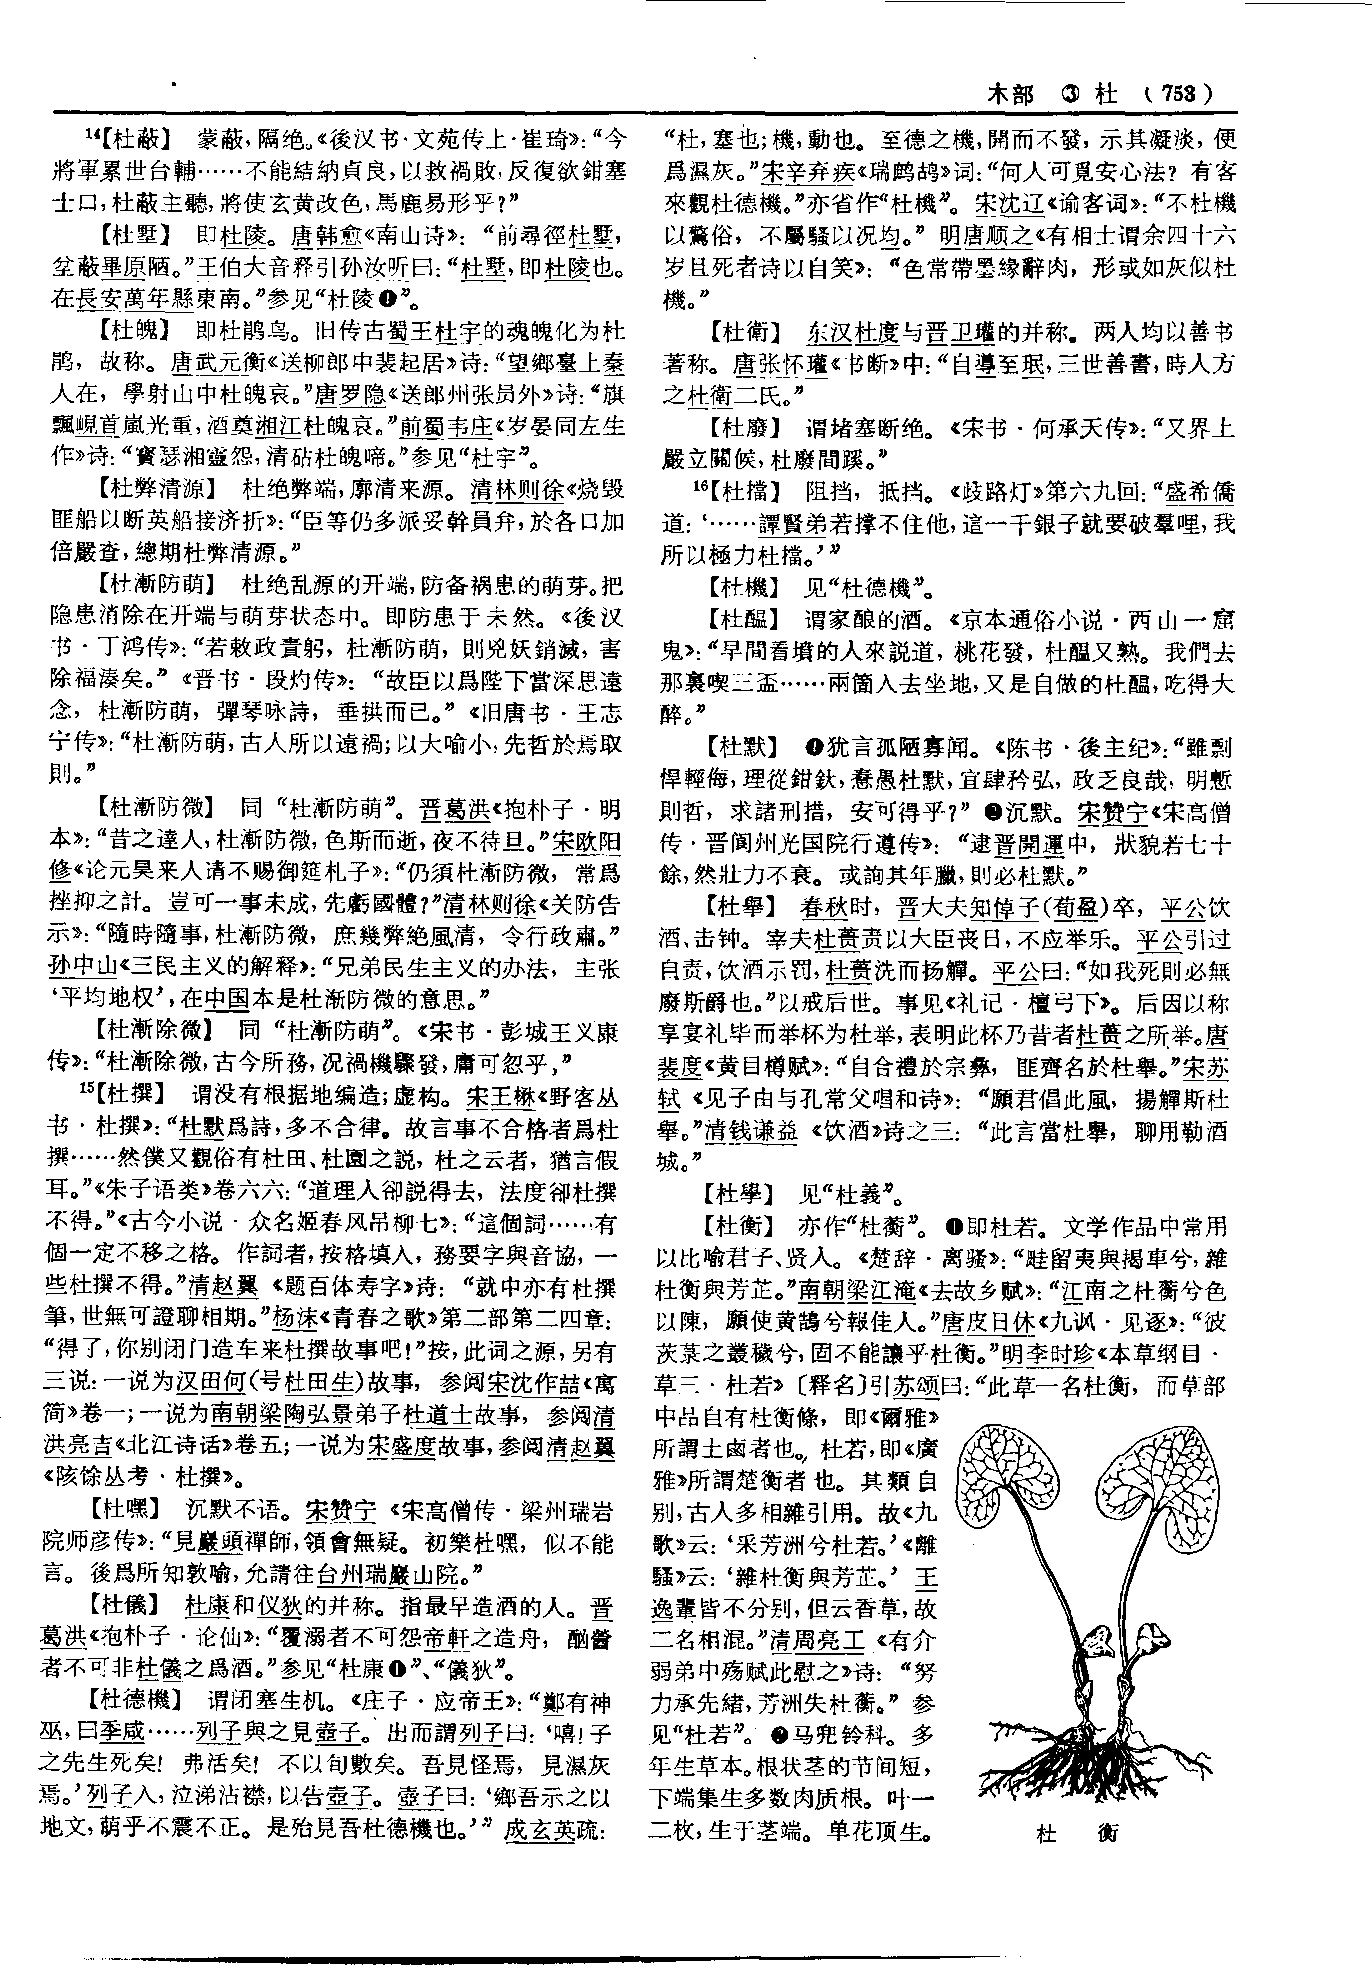 木部 ③ 杜 (753)
¹⁴【杜蔽】 蒙蔽，隔绝。《後汉书·文苑传上·崔琦》：“今
將軍累世台輔……不能結納貞良，以救禍敗，反復欲鉗塞
士口，杜蔽主聽，將使玄黄改色，馬鹿易形乎？”
【杜墅】 即杜陵。唐韩愈《南山诗》：“前尋徑杜墅，
坌蔽畢原陋。”王伯大音释引孙汝听曰：“杜墅，即杜陵也。
在長安萬年縣東南。”参见“杜陵❶”。
【杜魄】 即杜鹃鸟。旧传古蜀王杜宇的魂魄化为杜
鹃，故称。唐武元衡《送柳郎中裴起居》诗：“望鄉臺上秦
人在，學射山中杜魄哀。”唐罗隐《送郎州张员外》诗：“旗
飄峴首嵐光重，酒奠湘江杜魄哀。”前蜀韦庄《岁晏同左生
作》诗：“寳瑟湘靈怨，清砧杜魄啼。”参见“杜宇”。
【杜弊清源】 杜绝弊端，廓清来源。清林则徐《烧毁
匪船以断英船接济折》：“臣等仍多派妥幹員弁，於各口加
倍嚴查，總期杜弊清源。”
【杜漸防萌】 杜绝乱源的开端，防备祸患的萌芽。把
隐患消除在开端与萌芽状态中。即防患于未然。《後汉
书·丁鸿传》：“若敕政責躬，杜漸防萌，則兇妖銷滅，害
除福湊矣。”《晋书·段灼传》：“故臣以爲陛下當深思遠
念，杜漸防萌，彈琴咏詩，垂拱而已。”《旧唐书·王志
宁传》：“杜漸防萌，古人所以遠禍；以大喻小，先哲於焉取
則。”
【杜漸防微】 同“杜漸防萌”。晋葛洪《抱朴子·明
本》：“昔之達人，杜漸防微，色斯而逝，夜不待旦。”宋欧阳
修《论元昊来人请不赐御筵札子》：“仍須杜漸防微，常爲
挫抑之計。豈可一事未成，先虧國體？”清林则徐《关防告
示》：“隨時隨事，杜漸防微，庶幾弊絶風清，令行政肅。”
孙中山《三民主义的解释》：“兄弟民生主义的办法，主张
‘平均地权’，在中国本是杜渐防微的意思。”
【杜漸除微】 同“杜漸防萌”。《宋书·彭城王义康
传》：“杜漸除微，古今所務，况禍機驟發，庸可忽乎，”
¹⁵【杜撰】 谓没有根据地编造；虚构。宋王楙《野客丛
书·杜撰》：“杜默爲詩，多不合律。故言事不合格者爲杜
撰……然僕又觀俗有杜田、杜園之説，杜之云者，猶言假
耳。”《朱子语类》卷六六：“道理人卻説得去，法度卻杜撰
不得。”《古今小说·众名姬春风吊柳七》：“這個詞……有
個一定不移之格。作詞者，按格填入，務要字與音協，一
些杜撰不得。”清赵翼《题百体寿字》诗：“就中亦有杜撰
筆，世無可證聊相期。”杨沫《青春之歌》第二部第二四章：
“得了，你别闭门造车来杜撰故事吧！”按，此词之源，另有
三说：一说为汉田何(号杜田生)故事，参阅宋沈作喆《寓
简》卷一；一说为南朝梁陶弘景弟子杜道士故事，参阅清
洪亮吉《北江诗话》卷五；一说为宋盛度故事，参阅清赵翼
《陔馀丛考·杜撰》。
【杜嘿】 沉默不语。宋赞宁《宋高僧传·梁州瑞岩
院师彦传》：“見巖頭禪師，領會無疑。初樂杜嘿，似不能
言。後爲所知敦喻，允請往台州瑞巖山院。”
【杜儀】 杜康和仪狄的并称。指最早造酒的人。晋
葛洪《抱朴子·论仙》：“覆溺者不可怨帝軒之造舟，酗醟
者不可非杜儀之爲酒。”参见“杜康❶”、“儀狄”。
【杜德機】 谓闭塞生机。《庄子·应帝王》：“鄭有神
巫，曰季咸……列子與之見壺子。出而謂列子曰：‘嘻！子
之先生死矣！弗活矣！不以旬數矣。吾見怪焉，見濕灰
焉。’列子入，泣涕沾襟，以告壺子。壺子曰：‘鄉吾示之以
地文，萌乎不震不正。是殆見吾杜德機也。’”成玄英疏：
“杜，塞也；機，動也。至德之機，開而不發，示其凝淡，便
爲濕灰。”宋辛弃疾《瑞鹧鸪》词：“何人可覓安心法？有客
來觀杜德機。”亦省作“杜機”。宋沈辽《谕客词》：“不杜機
以驚俗，不屬騷以况均。”明唐顺之《有相士谓余四十六
岁且死者诗以自笑》：“色常帶墨緣辭肉，形或如灰似杜
機。”
【杜衛】 东汉杜度与晋卫瓘的并称。两人均以善书
著称。唐张怀瓘《书断》中：“自導至珉，三世善書，時人方
之杜衛二氏。”
【杜廢】 谓堵塞断绝。《宋书·何承天传》：“又界上
嚴立關候，杜廢間蹊。”
¹⁶【杜擋】 阻挡，抵挡。《歧路灯》第六九回：“盛希僑
道：‘……譚賢弟若撑不住他，這一千銀子就要破羣哩，我
所以極力杜擋。’”
【杜機】 见“杜德機”。
【杜醖】 谓家酿的酒。《京本通俗小说·西山一窟
鬼》：“早間看墳的人來説道，桃花發，杜醖又熟。我們去
那裏喫三盃……兩箇入去坐地，又是自做的杜醖，吃得大
醉。”
【杜默】 ❶犹言孤陋寡闻。《陈书·後主纪》：“雖剽
悍輕侮，理從鉗釱，惷愚杜默，宜肆矜弘，政乏良哉，明慙
則哲，求諸刑措，安可得乎？”❷沉默。宋赞宁《宋高僧
传·晋阆州光国院行遵传》：“逮晋開運中，狀貌若七十
餘，然壯力不衰。或詢其年臘，則必杜默。”
【杜舉】 春秋时，晋大夫知悼子(荀盈)卒，平公饮
酒、击钟。宰夫杜蒉责以大臣丧日，不应举乐。平公引过
自责，饮酒示罚，杜蒉洗而扬觯。平公曰：“如我死則必無
廢斯爵也。”以戒后世。事见《礼记·檀弓下》。后因以称
享宴礼毕而举杯为杜举，表明此杯乃昔者杜蒉之所举。唐
裴度《黄目樽赋》：“自合禮於宗彝，匪齊名於杜舉。”宋苏
轼《见子由与孔常父唱和诗》：“願君倡此風，揚觶斯杜
舉。”清钱谦益《饮酒》诗之三：“此言當杜舉，聊用勒酒
城。”
【杜學】 见“杜義”。
【杜衡】 亦作“杜蘅”。❶即杜若。文学作品中常用
以比喻君子、贤人。《楚辞·离骚》：“畦留夷與揭車兮，雜
杜衡與芳芷。”南朝梁江淹《去故乡赋》：“江南之杜蘅兮色
以陳，願使黄鵠兮報佳人。”唐皮日休《九讽·见逐》：“彼
茨菉之叢穢兮，固不能讓乎杜衡。”明李时珍《本草纲目·
草三·杜若》〔释名〕引苏颂曰：“此草一名杜衡，而草部
中品自有杜衡條，即《爾雅》
所謂土鹵者也。杜若，即《廣
雅》所謂楚衡者也。其類自
别，古人多相雜引用。故《九
歌》云：‘采芳洲兮杜若。’《離
騷》云：‘雜杜衡與芳芷。’王
逸輩皆不分别，但云香草，故
二名相混。”清周亮工《有介
弱弟中殇赋此慰之》诗：“努
力承先緒，芳洲失杜蘅。”参
见“杜若”。❷马兜铃科。多
年生草本。根状茎的节间短，
下端集生多数肉质根。叶一
二枚，生于茎端。单花顶生。
杜 衡